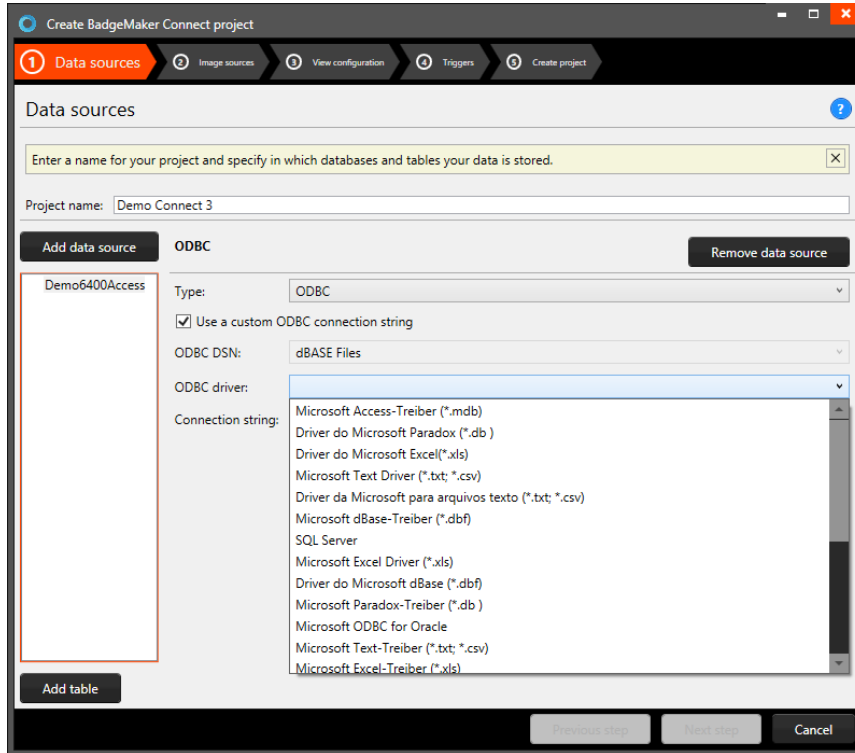 Create BadgeMaker Connect project
1 Data sources 2 Image sources 3 View configuration 4 Triggers 5 Create project
Data sources ?
Enter a name for your project and specify in which databases and tables your data is stored.
Project name: Demo Connect 3
Add data source ODBC Remove data source
Demo6400Access
Type: ODBC
Use a custom ODBC connection string
ODBC DSN: dBASE Files
ODBC driver:
Connection string:
Microsoft Access-Treiber (*.mdb)
Driver do Microsoft Paradox (*.db )
Driver do Microsoft Excel(*.xls)
Microsoft Text Driver (*.txt; *.csv)
Driver da Microsoft para arquivos texto (*.txt; *.csv)
Microsoft dBase-Treiber (*.dbf)
SQL Server
Microsoft Excel Driver (*.xls)
Driver do Microsoft dBase (*.dbf)
Microsoft Paradox-Treiber (*.db )
Microsoft ODBC for Oracle
Microsoft Text-Treiber (*.txt; *.csv)
Microsoft Excel-Treiber (*.xls)
Add table
Previous step Next step Cancel